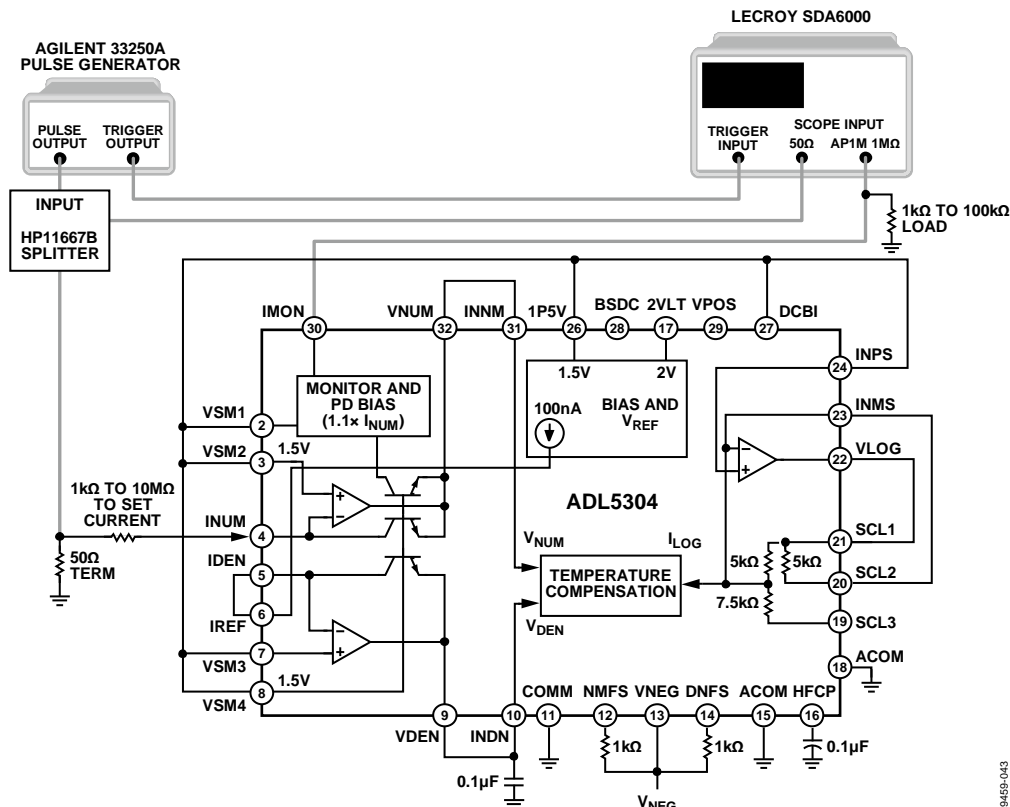 LECROY SDA6000
AGILENT 33250A
PULSE GENERATOR
PULSE
OUTPUT
TRIGGER
OUTPUT
TRIGGER
INPUT
SCOPE INPUT
50Ω
AP1M 1MΩ
INPUT
HP11667B
SPLITTER
1kΩ TO 100kΩ
LOAD
IMON
VNUM
INNM
1P5V
BSDC
2VLT
VPOS
DCBI
30
32
31
26
28
17
29
27
INPS
24
MONITOR AND
PD BIAS
(1.1× INUM)
1.5V
2V
100nA
BIAS AND
VREF
INMS
23
VSM1
2
VSM2
3
1.5V
VLOG
22
1kΩ TO 10MΩ
TO SET
CURRENT
ADL5304
INUM
4
SCL1
21
50Ω
TERM
IDEN
5
VNUM
ILOG
5kΩ
5kΩ
SCL2
20
TEMPERATURE
COMPENSATION
7.5kΩ
IREF
6
VDEN
SCL3
19
VSM3
7
1.5V
VSM4
8
ACOM
18
COMM
NMFS
VNEG
DNFS
ACOM
HFCP
9
10
11
12
13
14
15
16
VDEN
INDN
1kΩ
1kΩ
0.1µF
0.1µF
VNEG
9459-043